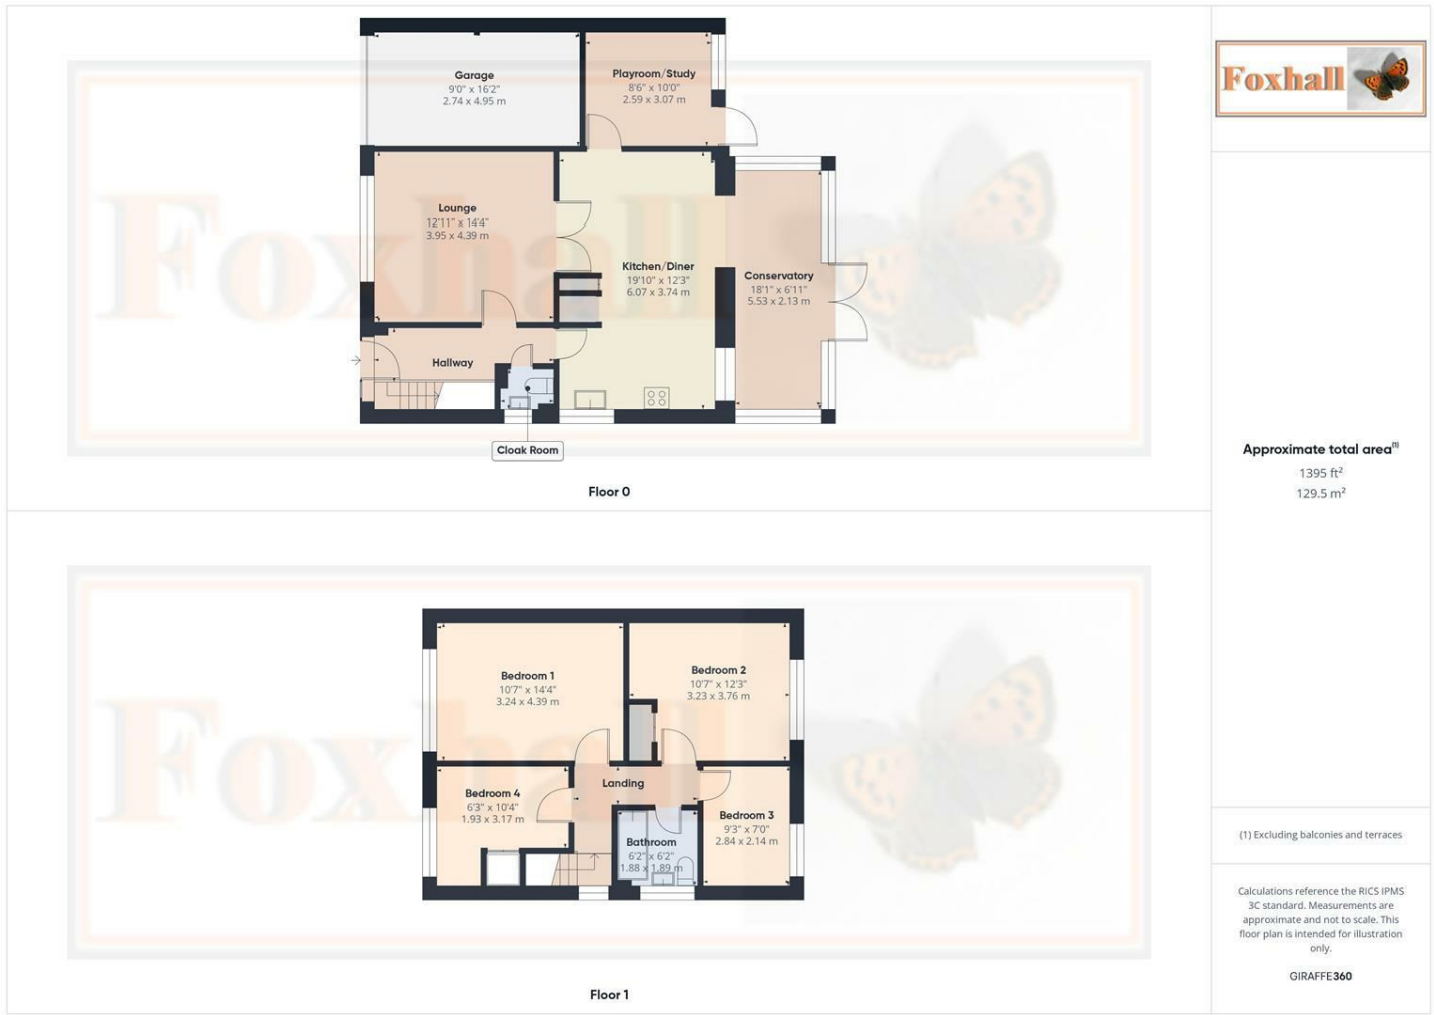 Garage
9'0" x 16'2"
2.74 x 4.95 m
Playroom/Study
8'6" x 10'0"
2.59 x 3.07 m
Lounge
12'11" x 14'4"
3.95 x 4.39 m
Kitchen/Diner
19'10" x 12'3"
6.07 x 3.74 m
Conservatory
18'1" x 6'11"
5.53 x 2.13 m
Hallway
Cloak Room
Floor 0
Foxhall
Bedroom 1
10'7" x 14'4"
3.24 x 4.39 m
Bedroom 2
10'7" x 12'3"
3.23 x 3.76 m
Landing
Bedroom 4
6'3" x 10'4"
1.93 x 3.17 m
Bedroom 3
9'3" x 7'0"
2.84 x 2.14 m
Bathroom
6'2" x 6'2"
1.88 x 1.89 m
Floor 1
Foxhall
Foxhall
Approximate total area(1)
1395 ft²
129.5 m²
(1) Excluding balconies and terraces
Calculations reference the RICS IPMS
3C standard. Measurements are
approximate and not to scale. This
floor plan is intended for illustration
only.
GIRAFFE360